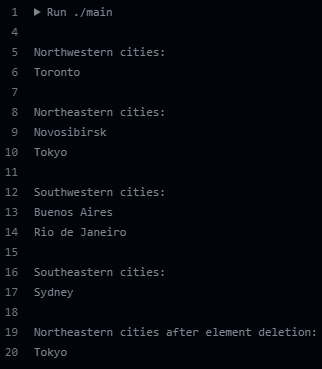 1 ▶ Run ./main
4
5 Northwestern cities:
6 Toronto
7
8 Northeastern cities:
9 Novosibirsk
10 Tokyo
11
12 Southwestern cities:
13 Buenos Aires
14 Rio de Janeiro
15
16 Southeastern cities:
17 Sydney
18
19 Northeastern cities after element deletion:
20 Tokyo